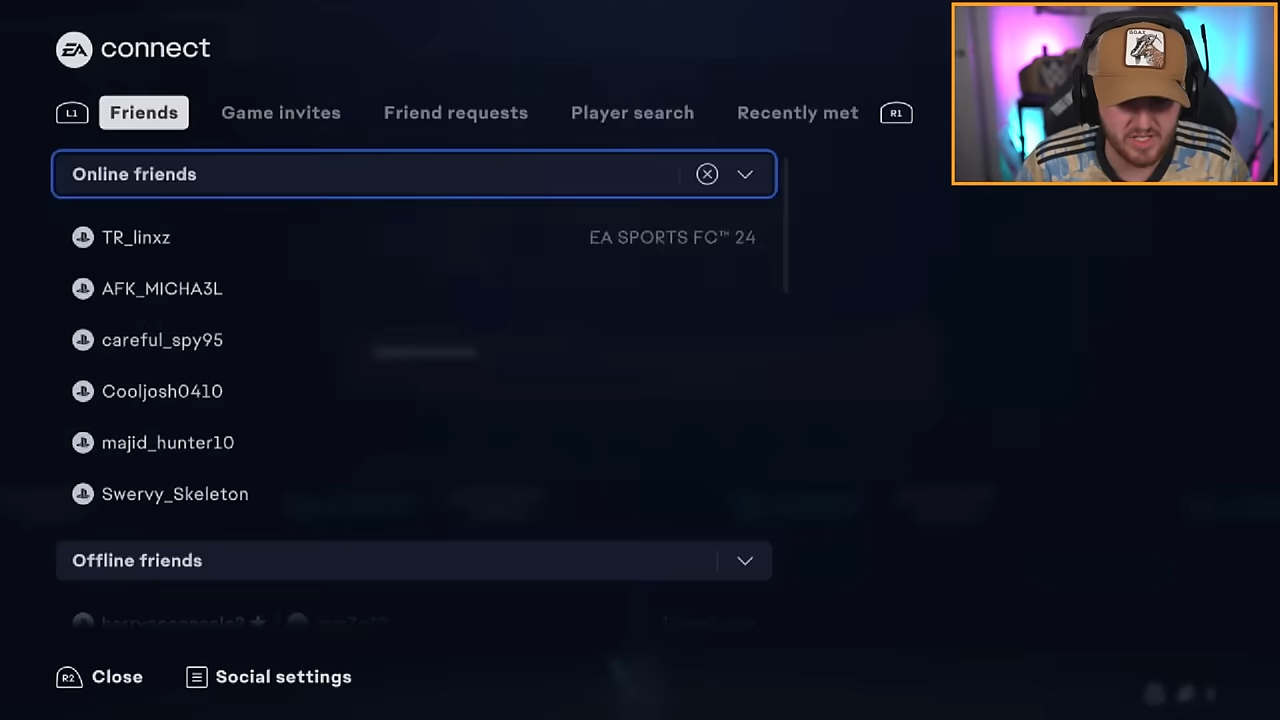 EA connect
L1 Friends Game invites Friend requests Player search Recently met R1
Online friends
TR_linxz EA SPORTS FC™ 24
AFK_MICHA3L
careful_spy95
Cooljosh0410
majid_hunter10
Swervy_Skeleton
Offline friends
R2 Close Social settings
G.O.A.T.